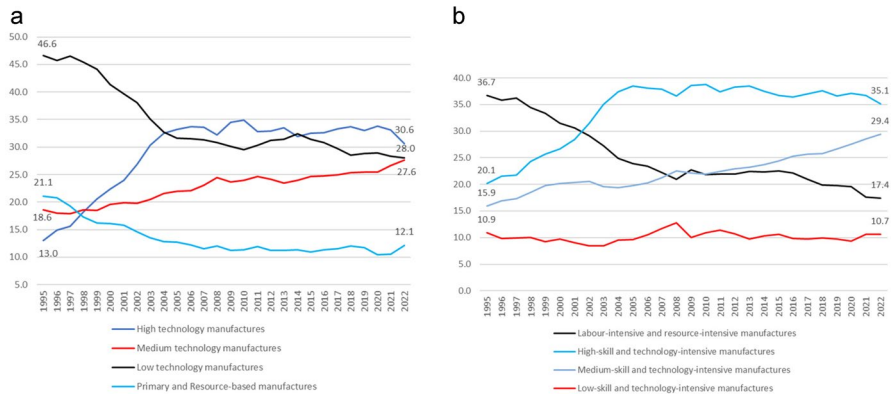 a
50.0
46.6
45.0
40.0
35.0
30.6
30.0
28.0
27.6
25.0
21.1
20.0
18.6
15.0
13.0
12.1
10.0
5.0
1995 1996 1997 1998 1999 2000 2001 2002 2003 2004 2005 2006 2007 2008 2009 2010 2011 2012 2013 2014 2015 2016 2017 2018 2019 2020 2021 2022
High technology manufactures
Medium technology manufactures
Low technology manufactures
Primary and Resource-based manufactures
b
40.0
36.7
35.1
35.0
30.0
29.4
25.0
20.1
20.0
17.4
15.9
15.0
10.9
10.7
10.0
5.0
0.0
1995 1996 1997 1998 1999 2000 2001 2002 2003 2004 2005 2006 2007 2008 2009 2010 2011 2012 2013 2014 2015 2016 2017 2018 2019 2020 2021 2022
Labour-intensive and resource-intensive manufactures
High-skill and technology-intensive manufactures
Medium-skill and technology-intensive manufactures
Low-skill and technology-intensive manufactures